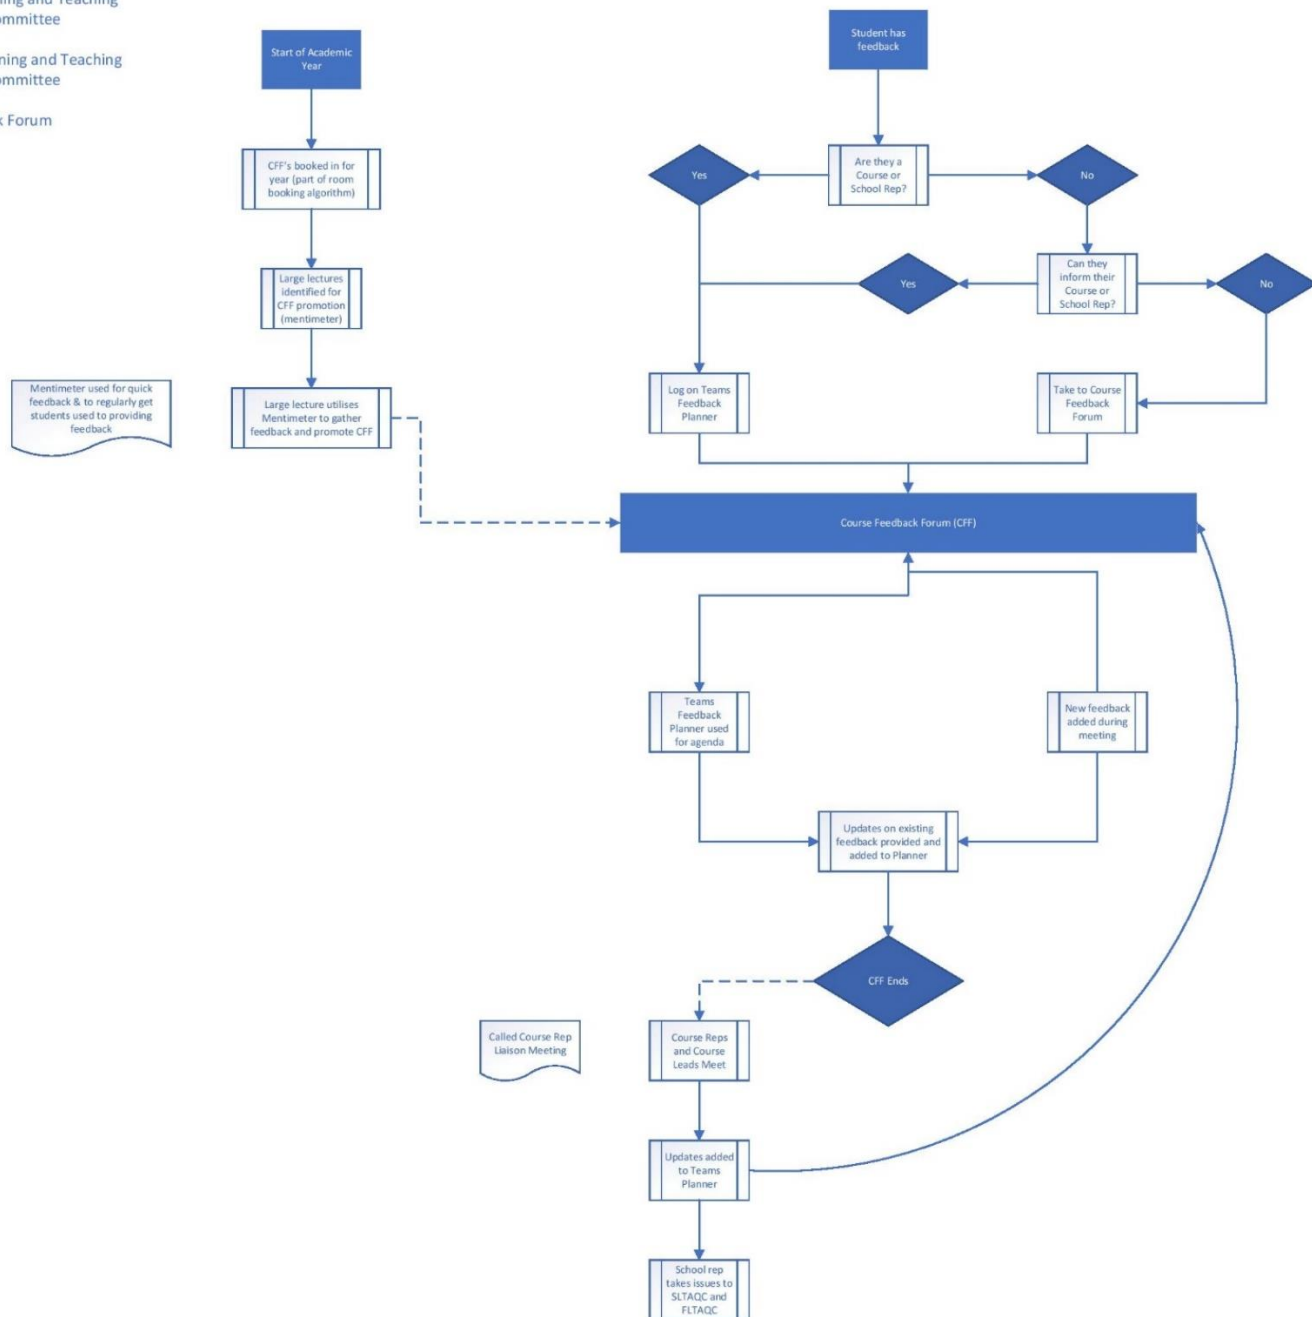 ommittee
ning and Teaching
ommittee
Forum
Start of Academic
Year
Student has
feedback
CFF's booked in for
year (part of room
booking algorithm)
Yes
Are they a
Course or
School Rep?
No
Large lectures
identified for
CFF promotion
(mentimeter)
Yes
Can they
inform their
Course or
School Rep?
No
Mentimeter used for quick
feedback & to regularly get
students used to providing
feedback
Large lecture utilises
Mentimeter to gather
feedback and promote CFF
Log on Teams
Feedback
Planner
Take to Course
Feedback
Forum
Course Feedback Forum (CFF)
Teams
Feedback
Planner used
for agenda
New feedback
added during
meeting
Updates on existing
feedback provided and
added to Planner
CFF Ends
Called Course Rep
Liaison Meeting
Course Reps
and Course
Leads Meet
Updates added
to Teams
Planner
School rep
takes issues to
SLTAQC and
FLTAQC